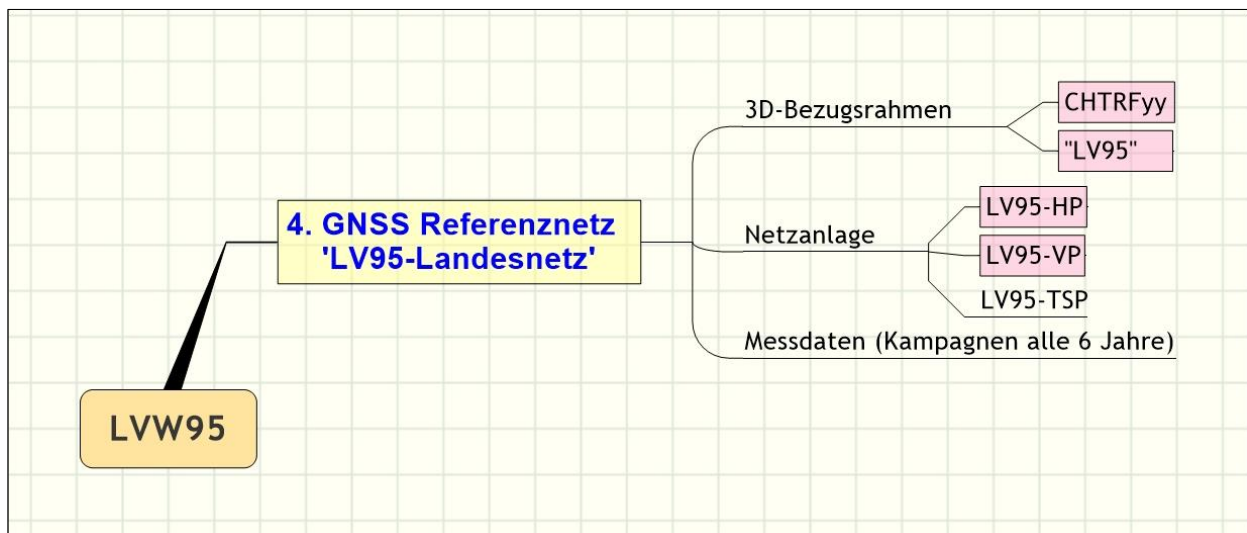 3D-Bezugsrahmen
CHTRFyy
"LV95"
4. GNSS Referenznetz
'LV95-Landesnetz'
Netzanlage
LV95-HP
LV95-VP
LV95-TSP
Messdaten (Kampagnen alle 6 Jahre)
LVW95